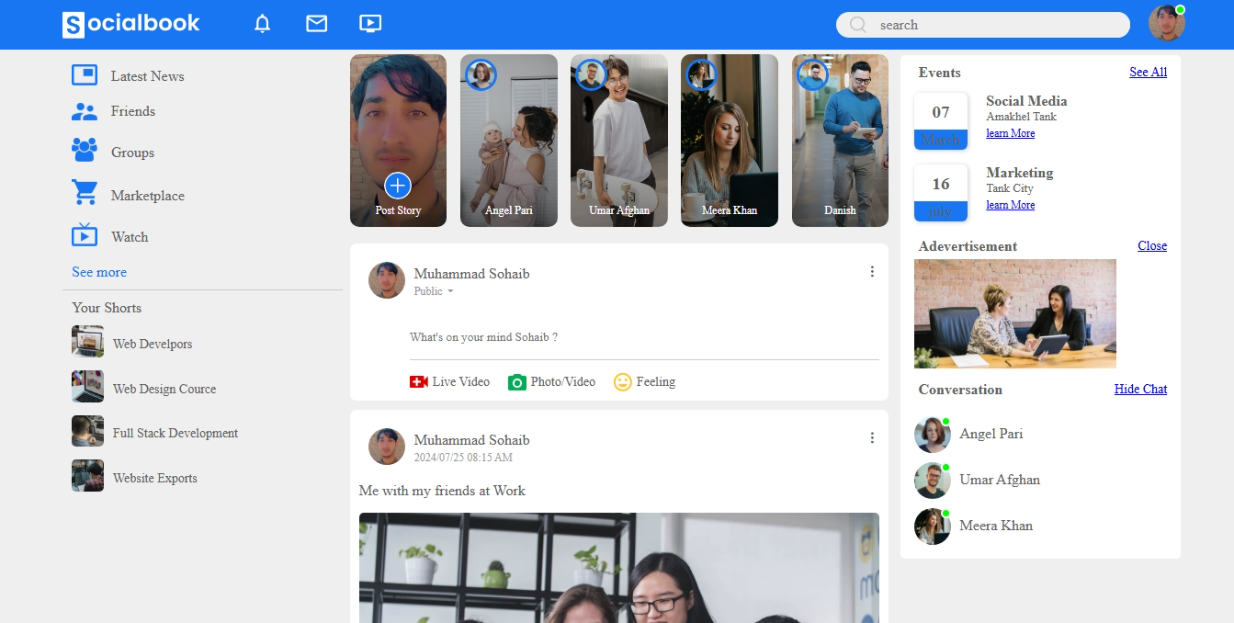 Socialbook
search
Latest News
Friends
Groups
Marketplace
Watch
See more
Your Shorts
Web Develpors
Web Design Cource
Full Stack Development
Website Exports
Post Story
Angel Pari
Umar Afghan
Meera Khan
Danish
Muhammad Sohaib
Public
What's on your mind Sohaib ?
Live Video
Photo/Video
Feeling
Muhammad Sohaib
2024/07/25 08:15 AM
Me with my friends at Work
Events
See All
07
March
Social Media
Amakhel Tank
learn More
16
july
Marketing
Tank City
learn More
Adevertisement
Close
Conversation
Hide Chat
Angel Pari
Umar Afghan
Meera Khan